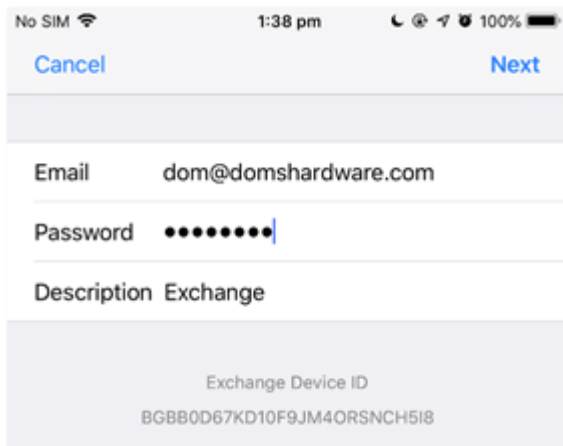 No SIM 1:38 pm 100%
Cancel Next
Email dom@domshardware.com
Password ••••••••
Description Exchange
Exchange Device ID
BGBB0D67KD10F9JM4ORSNCH5I8